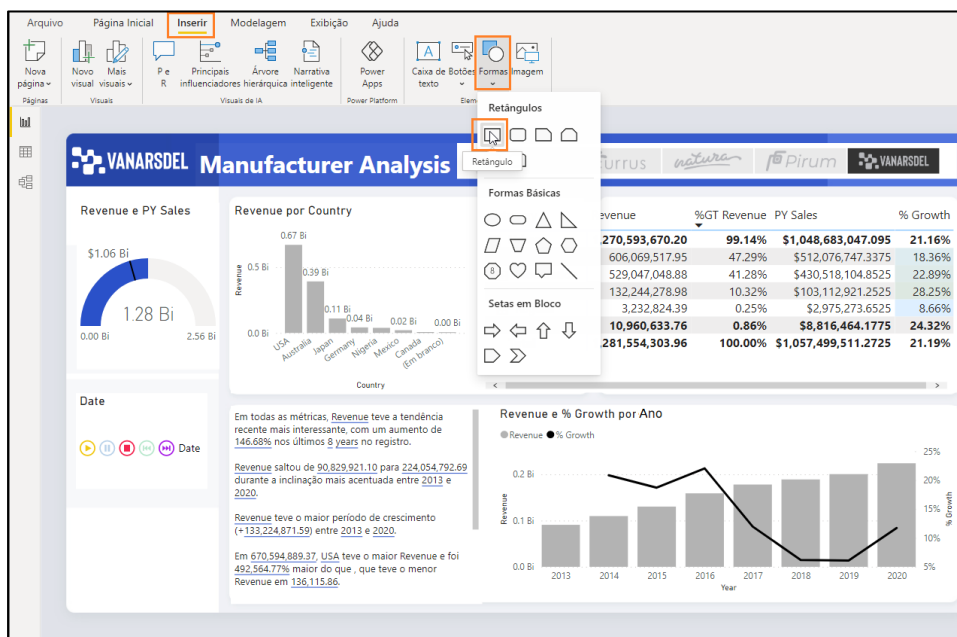 Arquivo Página Inicial Inserir Modelagem Exibição Ajuda
Nova página
Novo visual
Mais visuais
P e R
Principais influenciadores
Árvore hierárquica
Narrativa inteligente
Power Apps
Caixa de texto
Botões
Formas
Imagem
Páginas
Visuais
Visuais de IA
Power Platform
Elem
Retângulos
Retângulo
Formas Básicas
8
Setas em Bloco
VANARSDEL
Manufacturer Analysis
urrus
natura
Pirum
VANARSDEL
Revenue e PY Sales
$1.06 Bi
1.28 Bi
0.00 Bi
2.56 Bi
Revenue por Country
Revenue
0.5 Bi
0.0 Bi
0.67 Bi
0.39 Bi
0.11 Bi
0.04 Bi
0.02 Bi
0.00 Bi
USA
Australia
Japan
Germany
Nigeria
Mexico
Canada
(Em branco)
Country
evenue %GT Revenue PY Sales % Growth
270,593,670.20 99.14% $1,048,683,047.095 21.16%
606,069,517.95 47.29% $512,076,747.3375 18.36%
529,047,048.88 41.28% $430,518,104.8525 22.89%
132,244,278.98 10.32% $103,112,921.2525 28.25%
3,232,824.39 0.25% $2,975,273.6525 8.66%
10,960,633.76 0.86% $8,816,464.1775 24.32%
,281,554,303.96 100.00% $1,057,499,511.2725 21.19%
Date
Date
Em todas as métricas, Revenue teve a tendência
recente mais interessante, com um aumento de
146.68% nos últimos 8 years no registro.
Revenue saltou de 90,829,921.10 para 224,054,792.69
durante a inclinação mais acentuada entre 2013 e
2020.
Revenue teve o maior período de crescimento
(+133,224,871.59) entre 2013 e 2020.
Em 670,594,889.37, USA teve o maior Revenue e foi
492,564.77% maior do que , que teve o menor
Revenue em 136,115.86.
Revenue e % Growth por Ano
Revenue % Growth
Revenue
0.2 Bi
0.1 Bi
0.0 Bi
25%
20%
15%
10%
5%
% Growth
2013 2014 2015 2016 2017 2018 2019 2020
Year